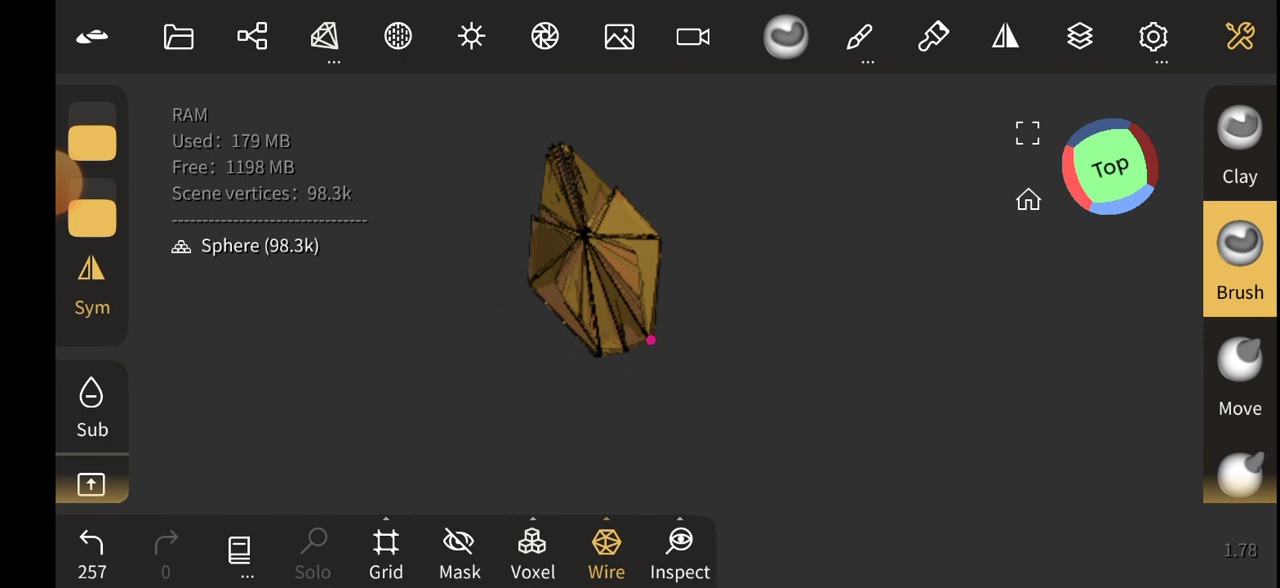 RAM
Used: 179 MB
Free: 1198 MB
Scene vertices: 98.3k
--------------------------------
Sphere (98.3k)
Top
Sym
Sub
Clay
Brush
Move
257
0
Solo
Grid
Mask
Voxel
Wire
Inspect
1.78